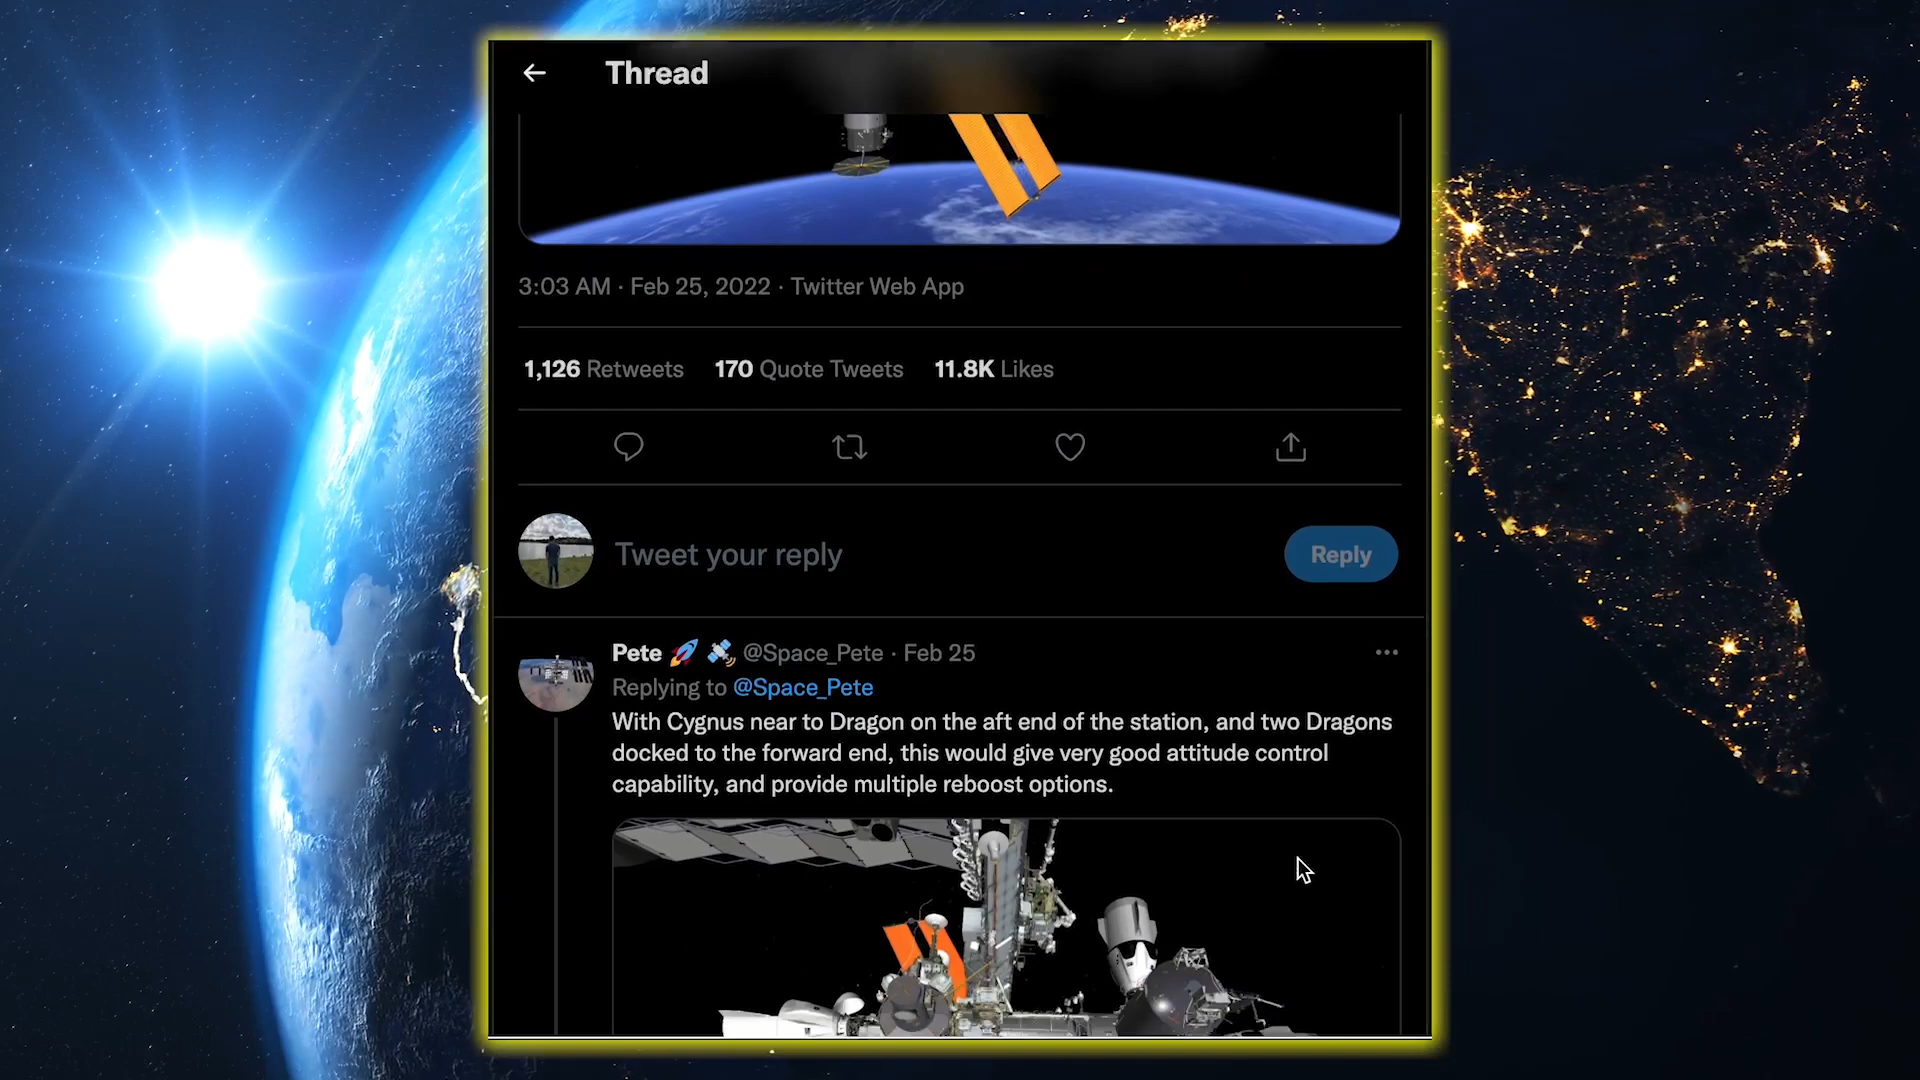 Thread
3:03 AM · Feb 25, 2022 · Twitter Web App
1,126 Retweets 170 Quote Tweets 11.8K Likes
Tweet your reply
Reply
Pete 🚀 🛰️ @Space_Pete · Feb 25
Replying to @Space_Pete
With Cygnus near to Dragon on the aft end of the station, and two Dragons
docked to the forward end, this would give very good attitude control
capability, and provide multiple reboost options.